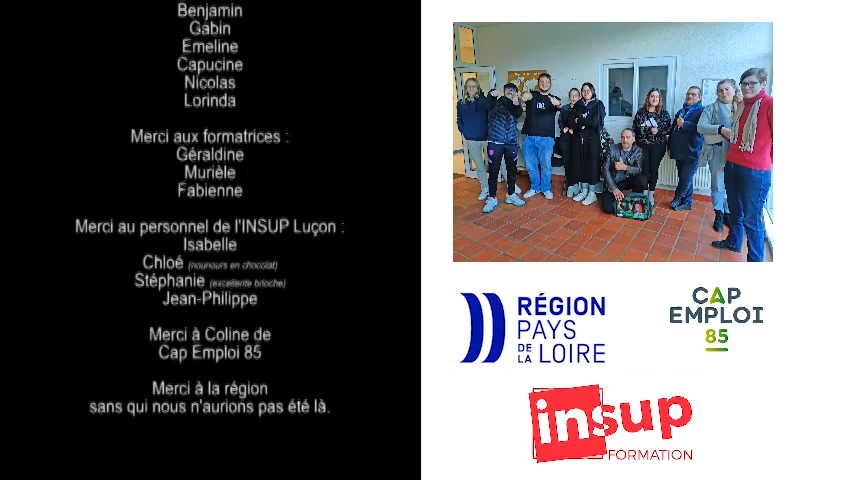 Benjamin
Gabin
Emeline
Capucine
Nicolas
Lorinda
Merci aux formatrices :
Géraldine
Murièle
Fabienne
Merci au personnel de l'INSUP Luçon :
Isabelle
Chloé (nounours en chocolat)
Stéphanie (excellente brioche)
Jean-Philippe
Merci à Coline de
Cap Emploi 85
Merci à la région
sans qui nous n'aurions pas été là.
RÉGION
PAYS
DE LA LOIRE
CAP
EMPLOI
85
insup
FORMATION